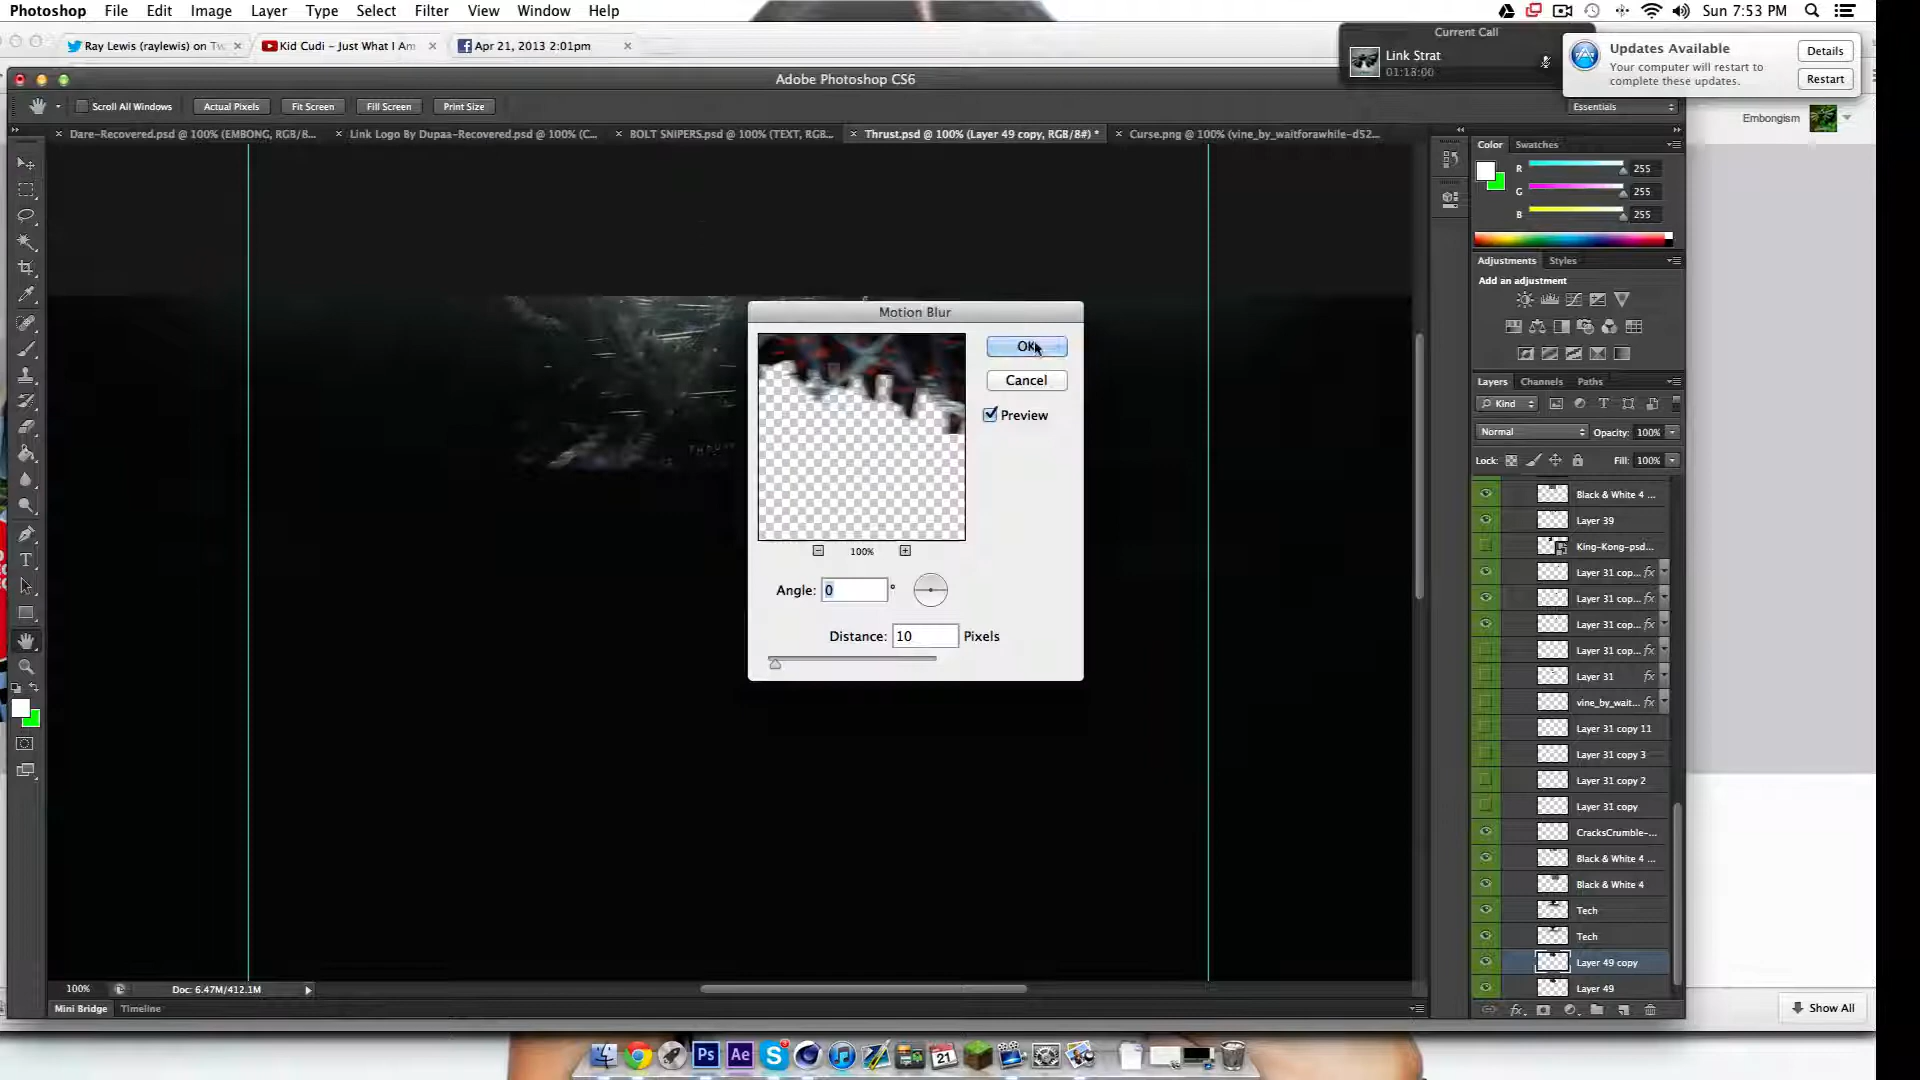 Photoshop File Edit Image Layer Type Select Filter View Window Help
Sun 7:53 PM
Ray Lewis (raylewis) on Tw
Kid Cudi – Just What I Am
Apr 21, 2013 2:01pm
Current Call
Link Strat
01:18:00
Updates Available
Your computer will restart to
complete these updates.
Details
Restart
Adobe Photoshop CS6
Scroll All Windows
Actual Pixels
Fit Screen
Fill Screen
Print Size
Essentials
Embongism
Dare-Recovered.psd @ 100% (EMBONG, RGB/8...
Link Logo By Dupaa-Recovered.psd @ 100% (C...
BOLT SNIPERS.psd @ 100% (TEXT, RGB...
Thrust.psd @ 100% (Layer 49 copy, RGB/8#) *
Curse.png @ 100% (vine_by_waitforawhile-d52...
Color Swatches
R 255
G 255
B 255
Adjustments Styles
Add an adjustment
Layers Channels Paths
Kind
Normal
Opacity: 100%
Lock:
Fill: 100%
Black & White 4 ...
Layer 39
King-Kong-psd...
Layer 31 cop... fx
Layer 31 cop... fx
Layer 31 cop... fx
Layer 31 cop... fx
Layer 31 fx
vine_by_wait... fx
Layer 31 copy 11
Layer 31 copy 3
Layer 31 copy 2
Layer 31 copy
CracksCrumble-...
Black & White 4 ...
Black & White 4
Tech
Tech
Layer 49 copy
Layer 49
Motion Blur
OK
Cancel
Preview
100%
Angle: 0 °
Distance: 10 Pixels
100%
Doc: 6.47M/412.1M
Mini Bridge Timeline
Show All
Ps
Ae
21